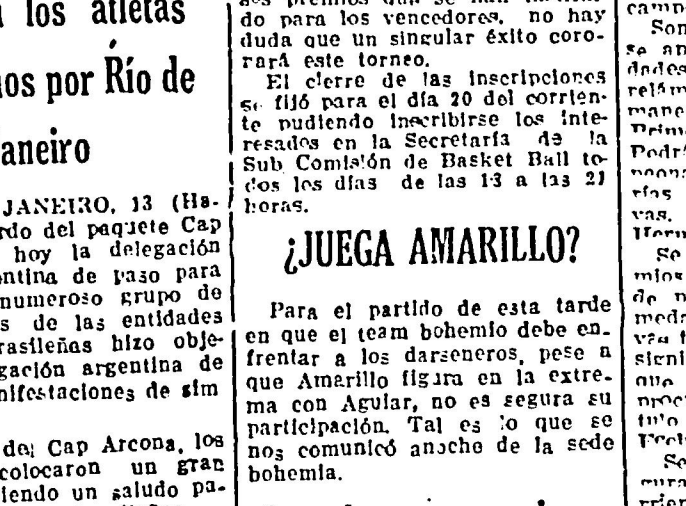 los atletas
nos por Río de
aneiro
JANEIRO, 13 (Ha-
rdo del paquete Cap
hoy la delegación
entina de paso para
numeroso grupo de
s de las entidades
rasileñas hizo obje-
gación argentina de
nifestaciones de sim
del Cap Arcona, los
colocaron un gran
iendo un saludo pa-
do para los vencedores, no hay
duda que un singular éxito coro-
rará este torneo.
El cierre de las inscripciones
se fijó para el día 20 del corrien-
te pudiendo inscribirse los inte-
resados en la Secretaría de la
Sub Comisión de Basket Ball to-
dos los días de las 13 a las 21
horas.
¿JUEGA AMARILLO?
Para el partido de esta tarde
en que el team bohemio debe en-
frentar a los darseneros, pese a
que Amarillo figura en la extre-
ma con Aguiar, no es segura su
participación. Tal es lo que se
nos comunicó anoche de la sede
bohemia.